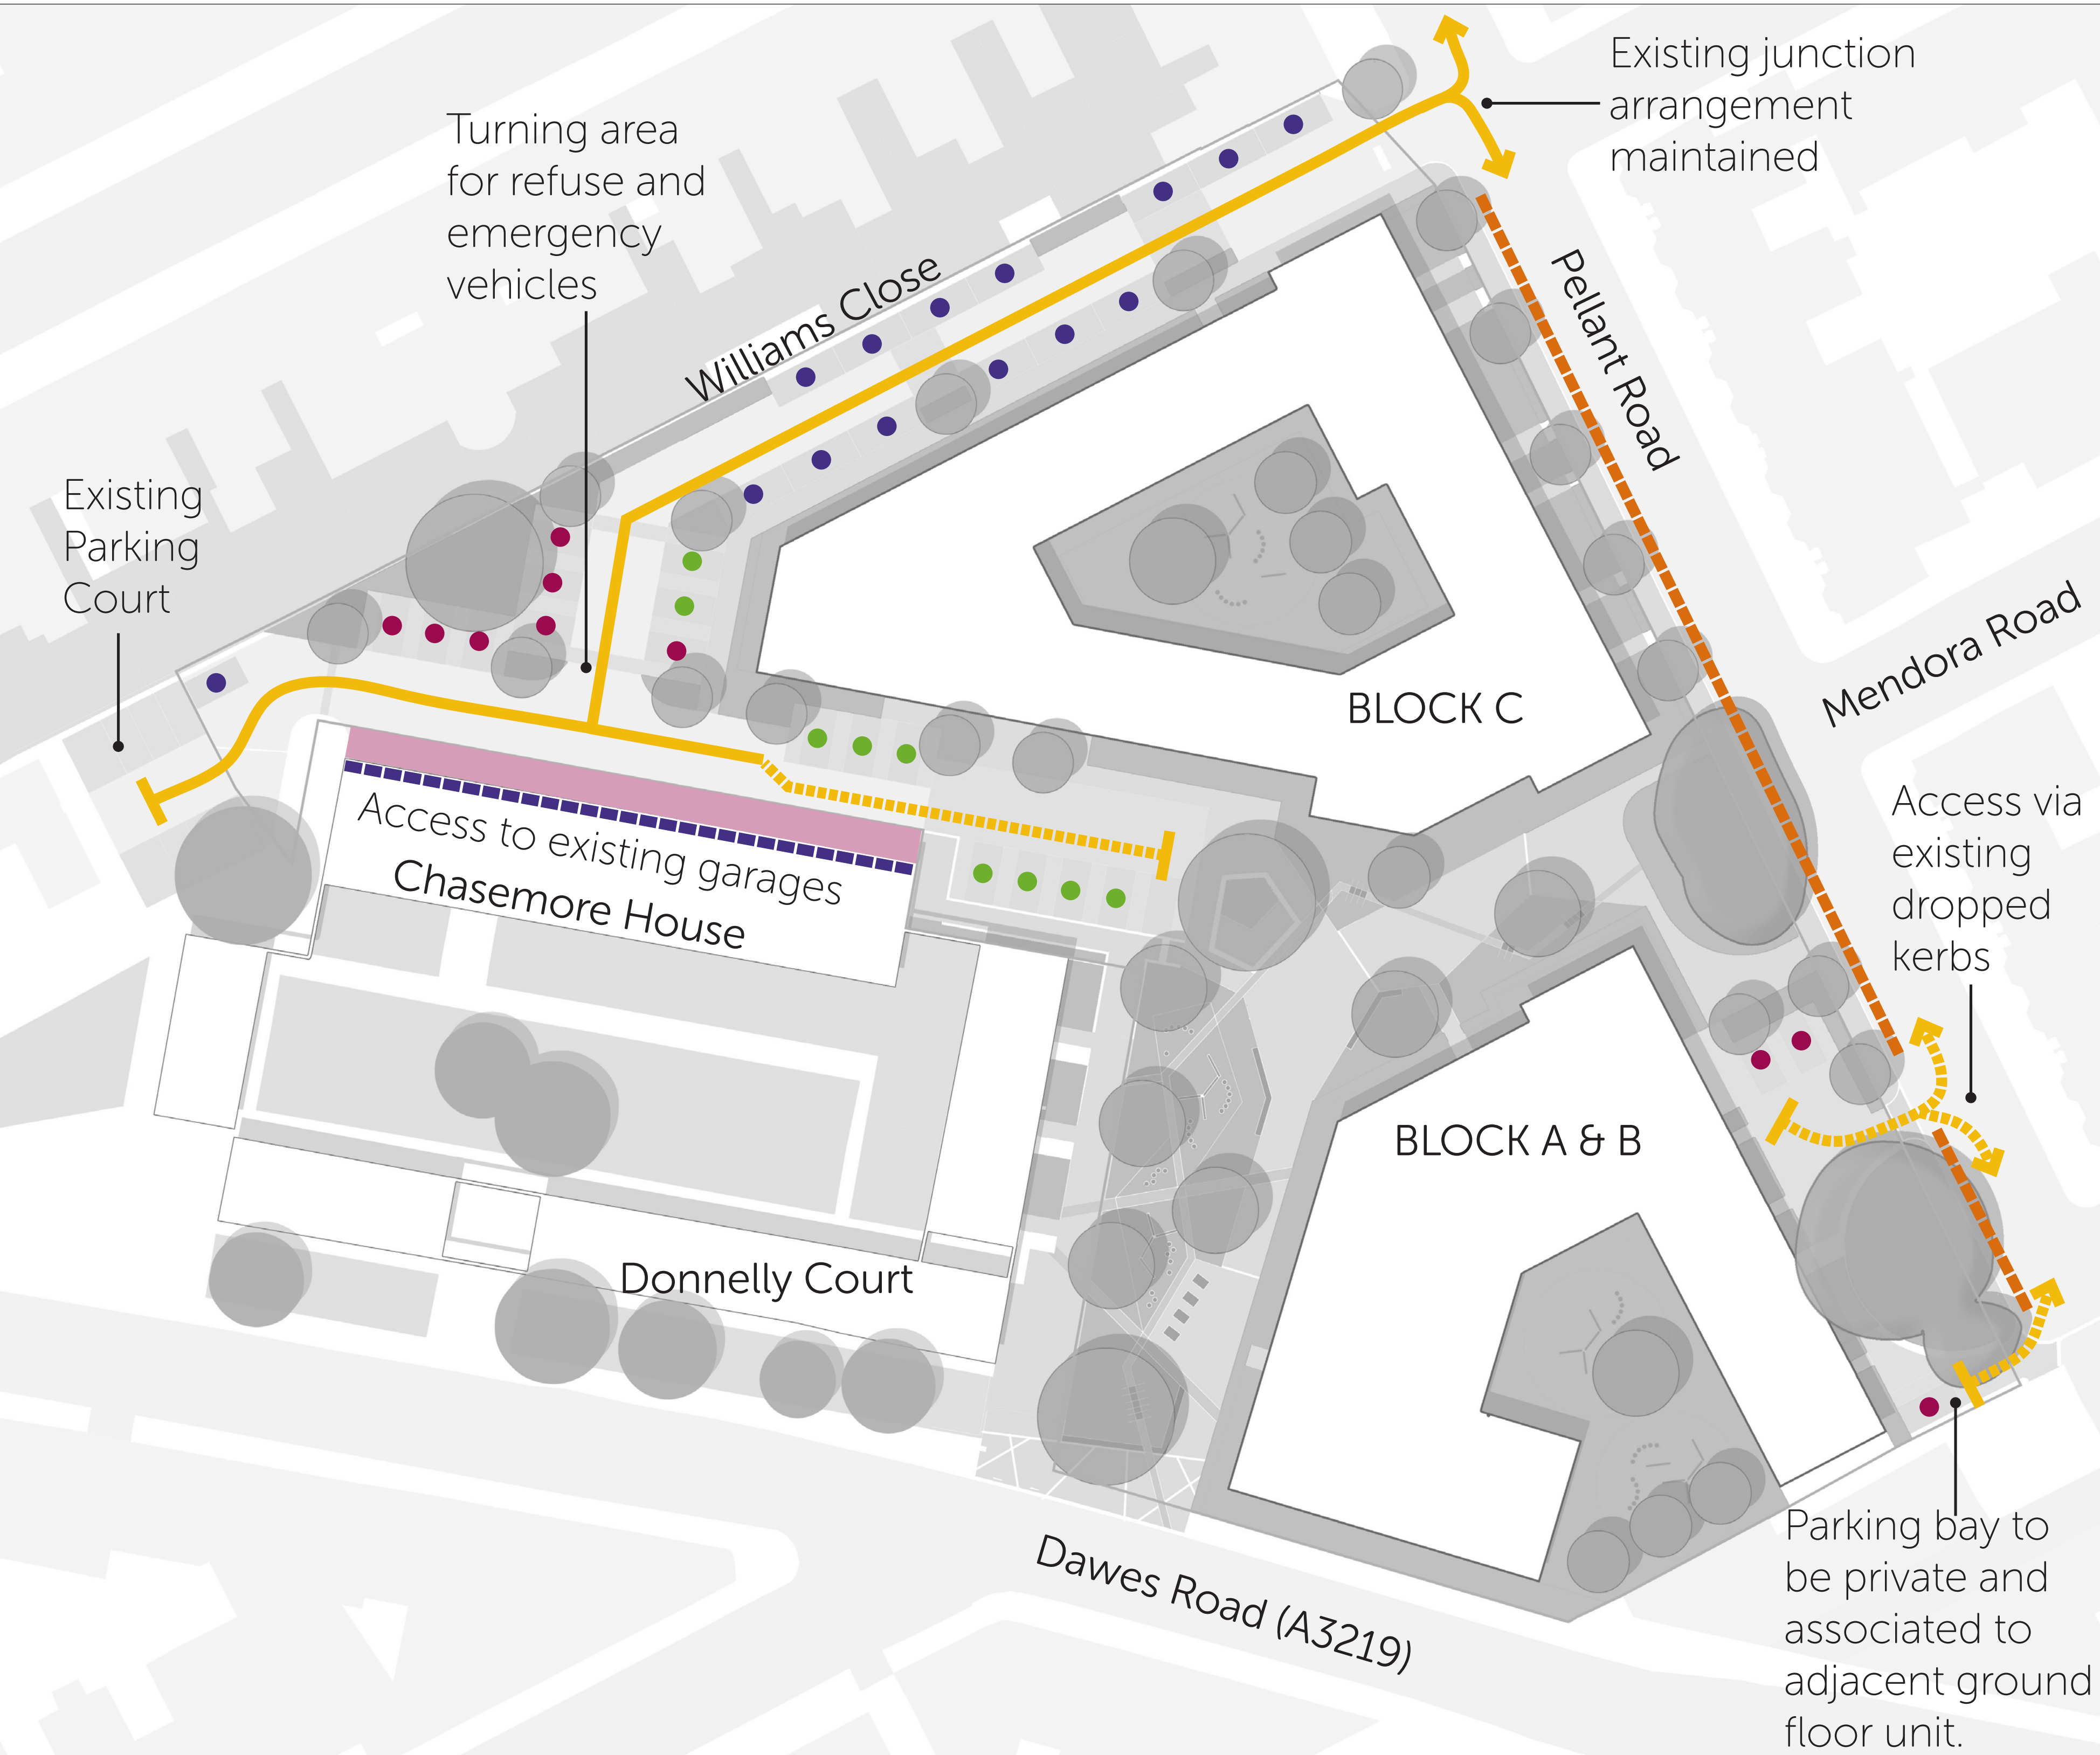 Existing junction
arrangement
maintained
Turning area
for refuse and
emergency
vehicles
Williams Close
Pellant Road
Existing
Parking
Court
Mendora Road
BLOCK C
Access via
existing
dropped
kerbs
Access to existing garages
Chasemore House
BLOCK A & B
Donnelly Court
Dawes Road (A3219)
Parking bay to
be private and
associated to
adjacent ground
floor unit.